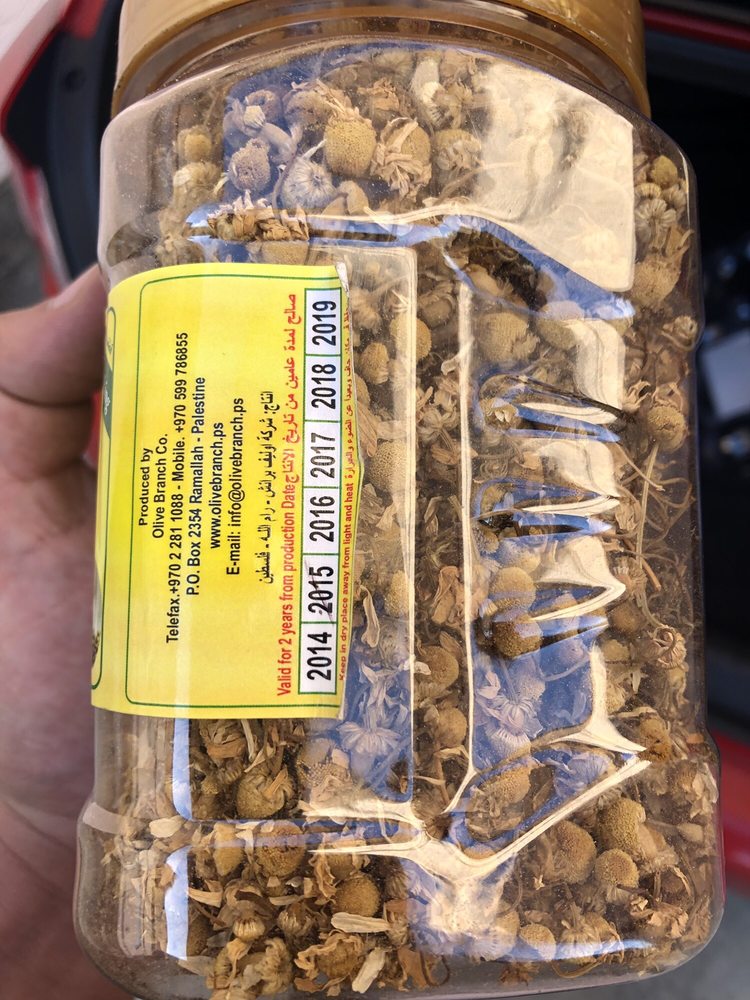 Produced by
Olive Branch Co.
Telefax.+970 2 281 1088 - Mobile. +970 599 786855
P.O. Box 2354 Ramallah - Palestine
www.olivebranch.ps
E-mail: info@olivebranch.ps
انتاج: شركة اوليف برانش - رام الله - فلسطين
Valid for 2 years from production Date صالح لمدة عامين من تاريخ الانتاج
2014 2015 2016 2017 2018 2019
Keep in dry place away from light and heat